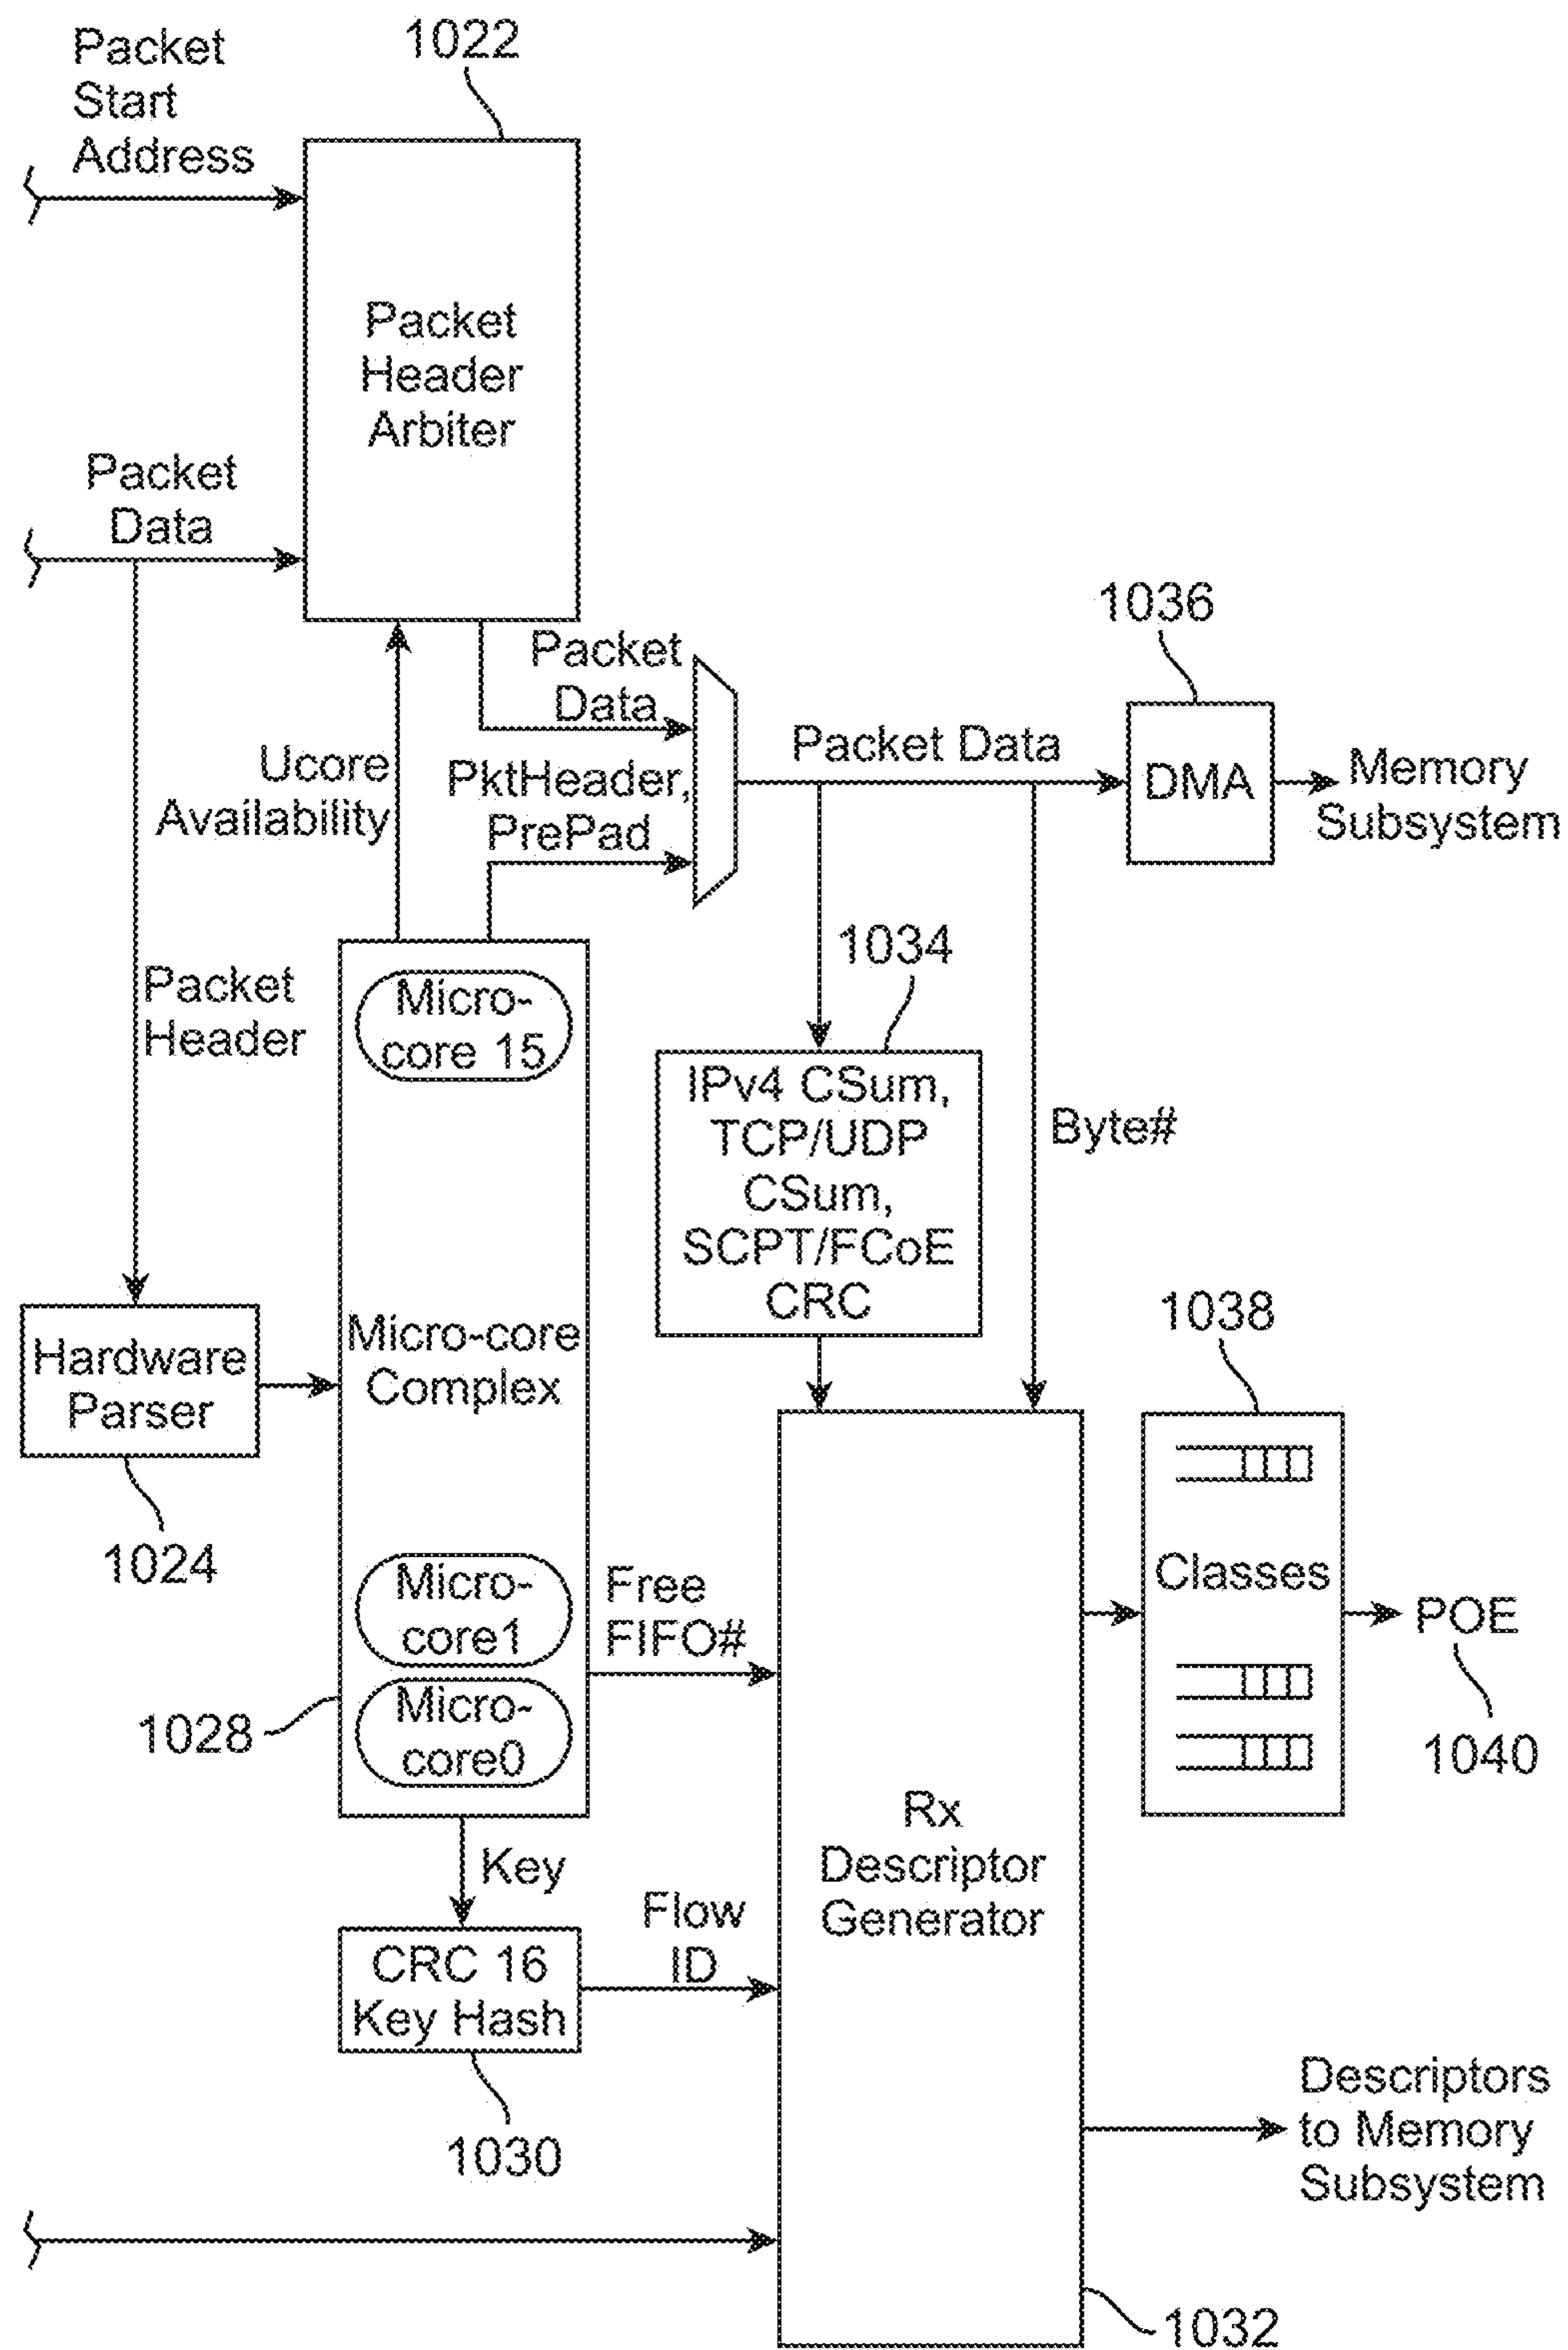 Packet
Start
Address
1022
Packet
Header
Arbiter
Packet
Data
1036
Packet
Data
Ucore
Availability
PktHeader,
PrePad
Packet Data
DMA
Memory
Subsystem
1034
Packet
Header
Micro-
core 15
IPv4 CSum,
TCP/UDP
CSum,
SCPT/FCoE
CRC
Byte#
1038
Hardware
Parser
Micro-core
Complex
1024
Classes
Micro-
core1
Free
FIFO#
POE
1028
Micro-
core0
1040
Rx
Descriptor
Generator
Key
Flow
ID
CRC 16
Key Hash
1030
Descriptors
to Memory
Subsystem
1032